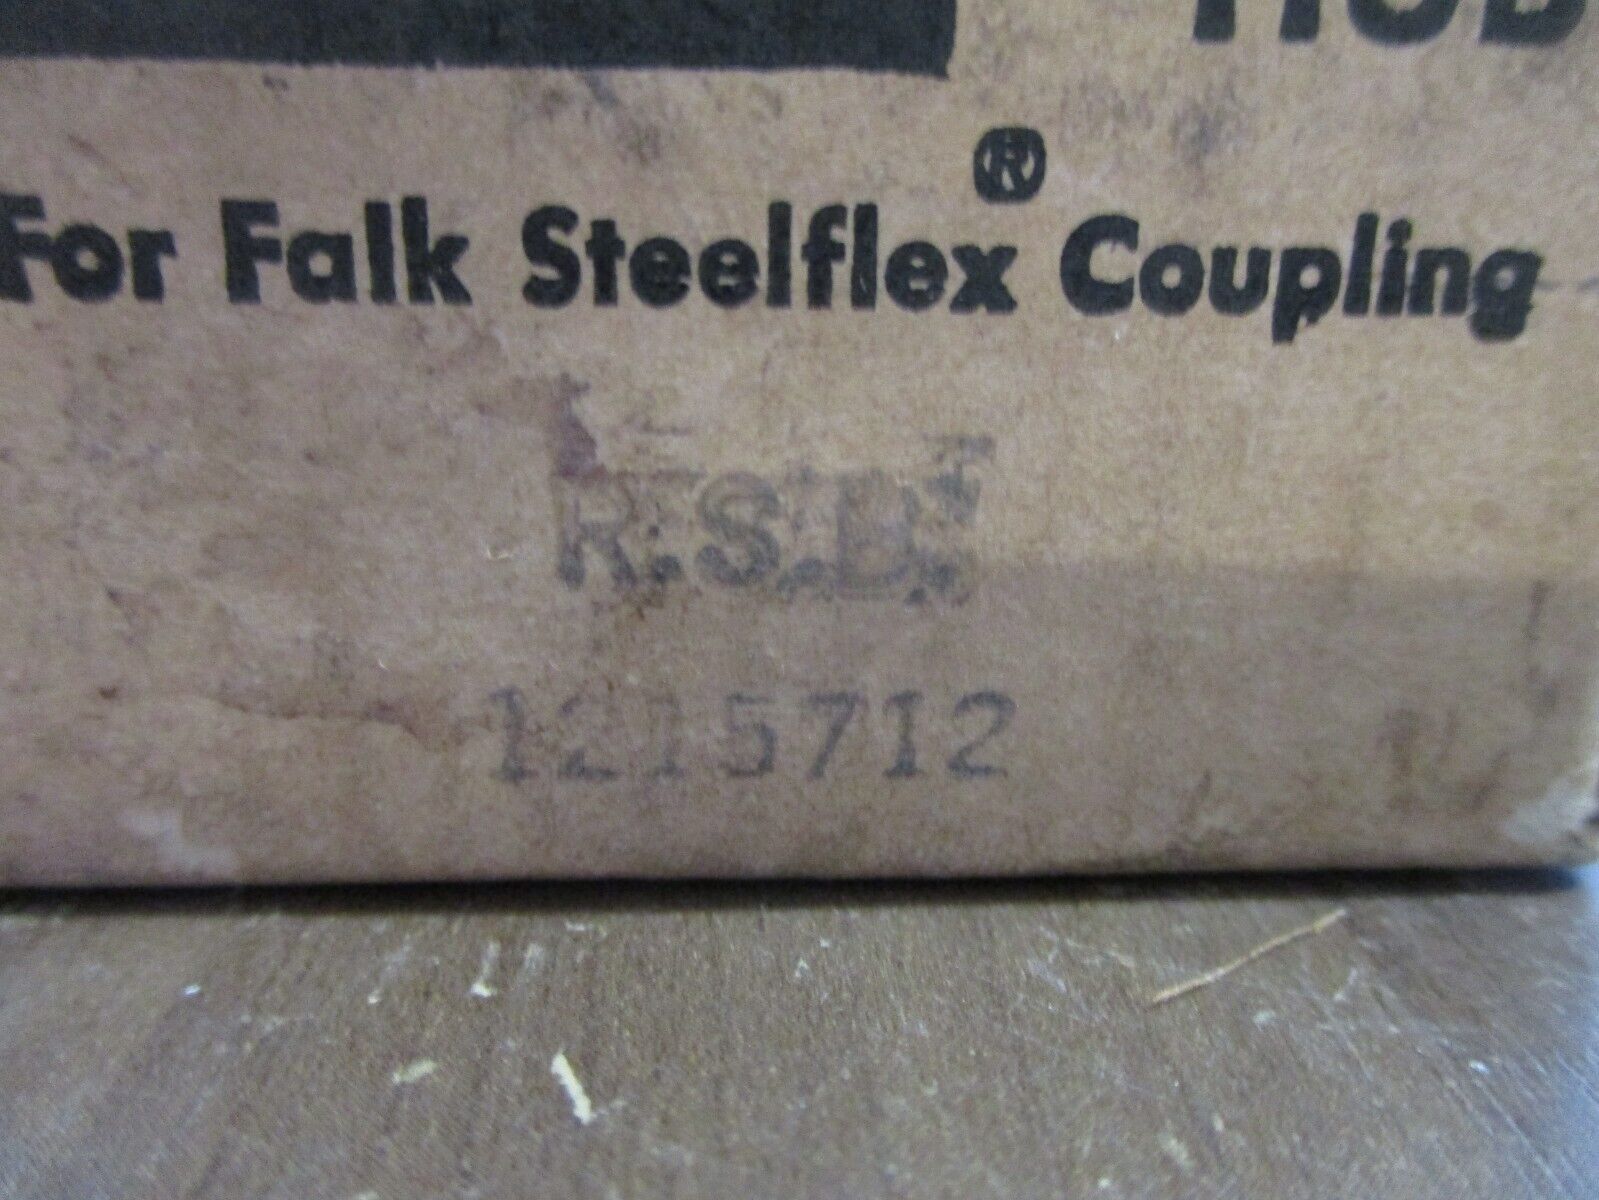 HUB
For Falk Steelflex® Coupling
R.S.B.
1215712